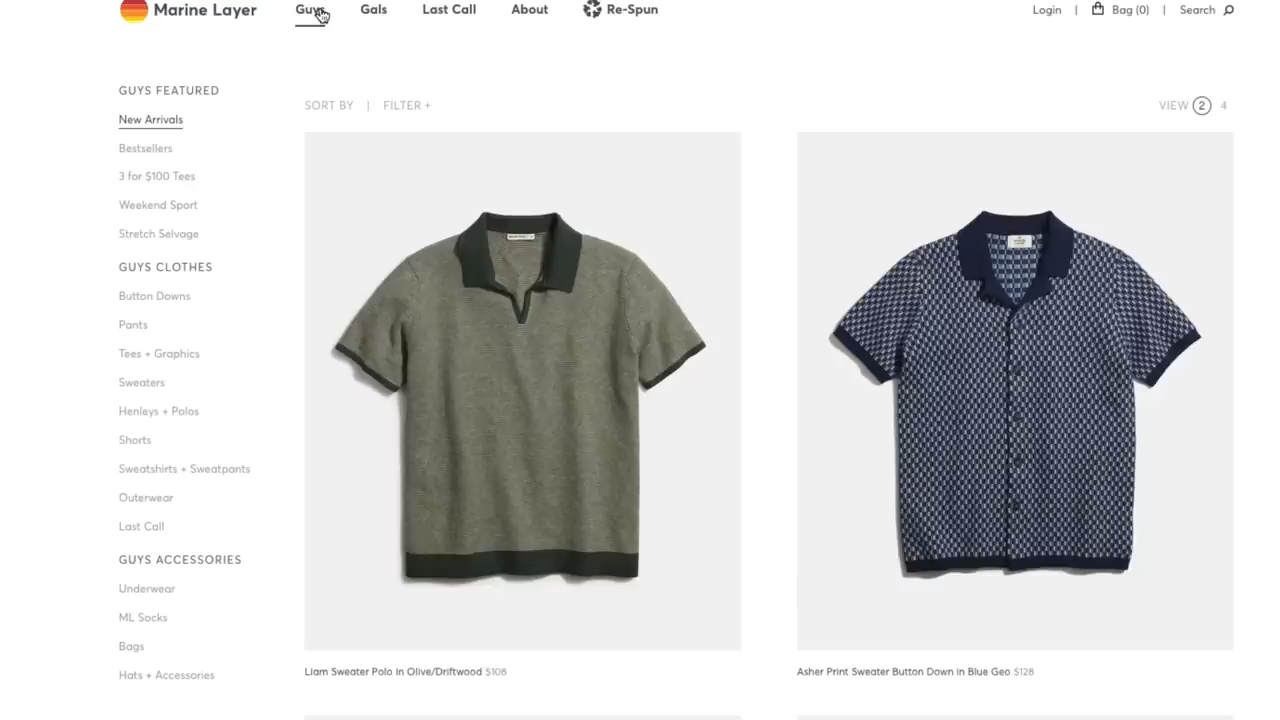 Marine Layer Guys Gals Last Call About Re-Spun Login | Bag (0) | Search
GUYS FEATURED
SORT BY | FILTER + VIEW 2 4
New Arrivals
Bestsellers
3 for $100 Tees
Weekend Sport
Stretch Selvage
GUYS CLOTHES
Button Downs
Pants
Tees + Graphics
Sweaters
Henleys + Polos
Shorts
Sweatshirts + Sweatpants
Outerwear
Last Call
GUYS ACCESSORIES
Underwear
ML Socks
Bags
Hats + Accessories
Liam Sweater Polo in Olive/Driftwood $108
Asher Print Sweater Button Down in Blue Geo $128